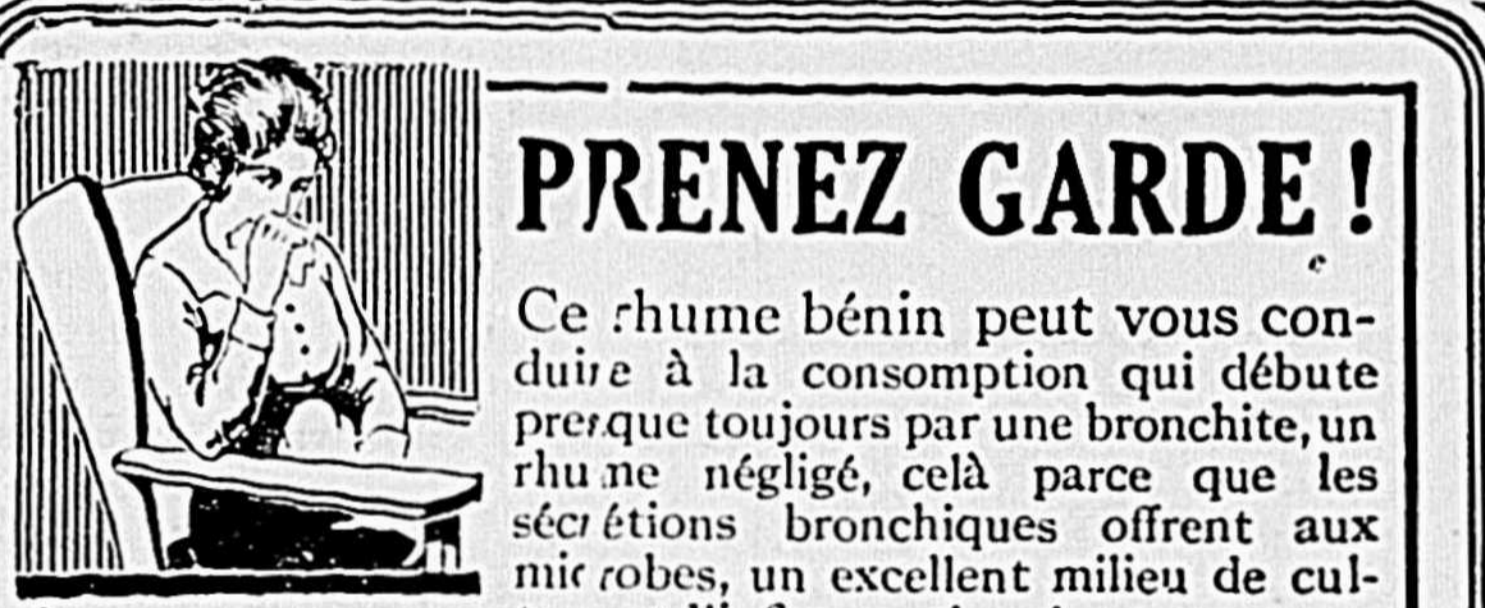 PRENEZ GARDE !
Ce rhume bénin peut vous con-
duire à la consomption qui débute
presque toujours par une bronchite, un
rhume négligé, celà parce que les
sécrétions bronchiques offrent aux
microbes, un excellent milieu de cul-